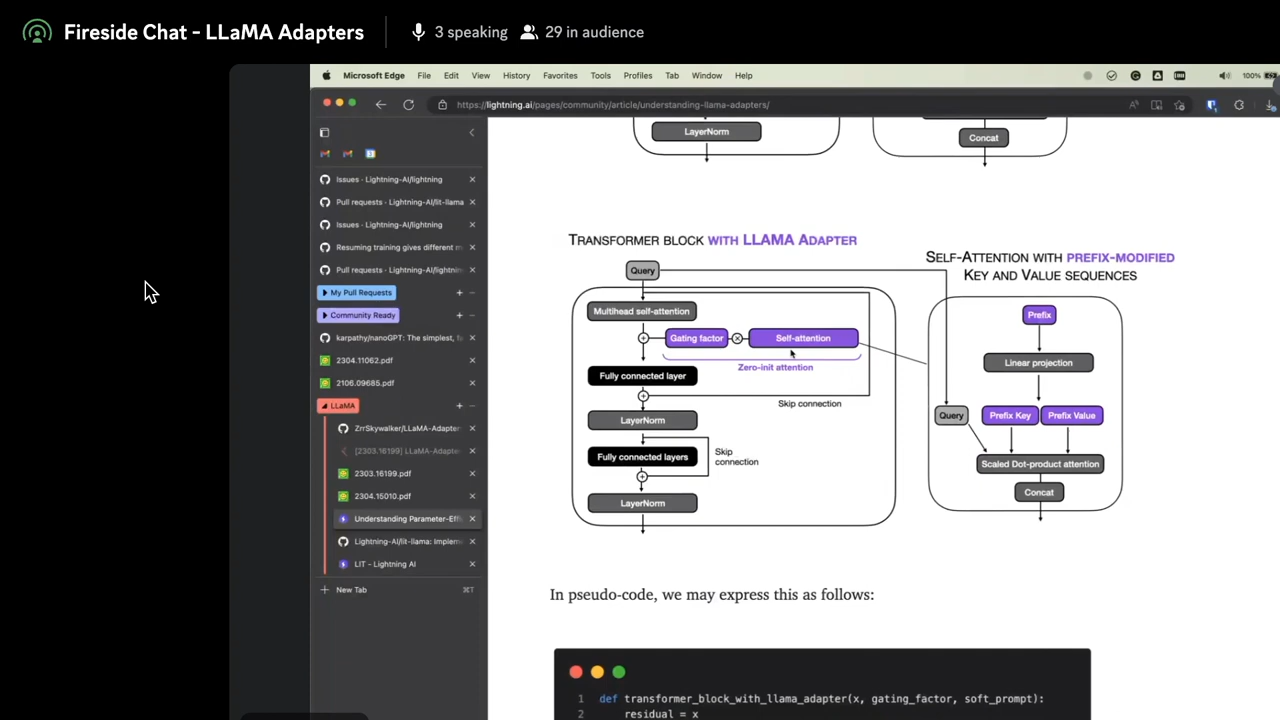 Fireside Chat - LLaMA Adapters
3 speaking
29 in audience
Microsoft Edge File Edit View History Favorites Tools Profiles Tab Window Help
100%
https://lightning.ai/pages/community/article/understanding-llama-adapters/
Issues · Lightning-AI/lightning
Pull requests · Lightning-AI/lit-llama
Issues · Lightning-AI/lightning
Resuming training gives different
Pull requests · Lightning-AI/lightnin
My Pull Requests
Community Ready
karpathy/nanoGPT: The simplest, fa
2304.11062.pdf
2106.09685.pdf
LLaMA
ZrrSkywalker/LLaMA-Adapter
[2303.16199] LLaMA-Adapte
2303.16199.pdf
2304.15010.pdf
Understanding Parameter-Eff
Lightning-AI/lit-llama: Implem
LIT - Lightning AI
New Tab ⌘T
LayerNorm
Concat
TRANSFORMER BLOCK WITH LLAMA ADAPTER
Query
Multihead self-attention
Gating factor
Self-attention
Zero-init attention
Fully connected layer
Skip connection
LayerNorm
Fully connected layers
Skip
connection
LayerNorm
SELF-ATTENTION WITH PREFIX-MODIFIED
KEY AND VALUE SEQUENCES
Prefix
Linear projection
Query
Prefix Key
Prefix Value
Scaled Dot-product attention
Concat
In pseudo-code, we may express this as follows:
1 def transformer_block_with_llama_adapter(x, gating_factor, soft_prompt):
2 residual = x